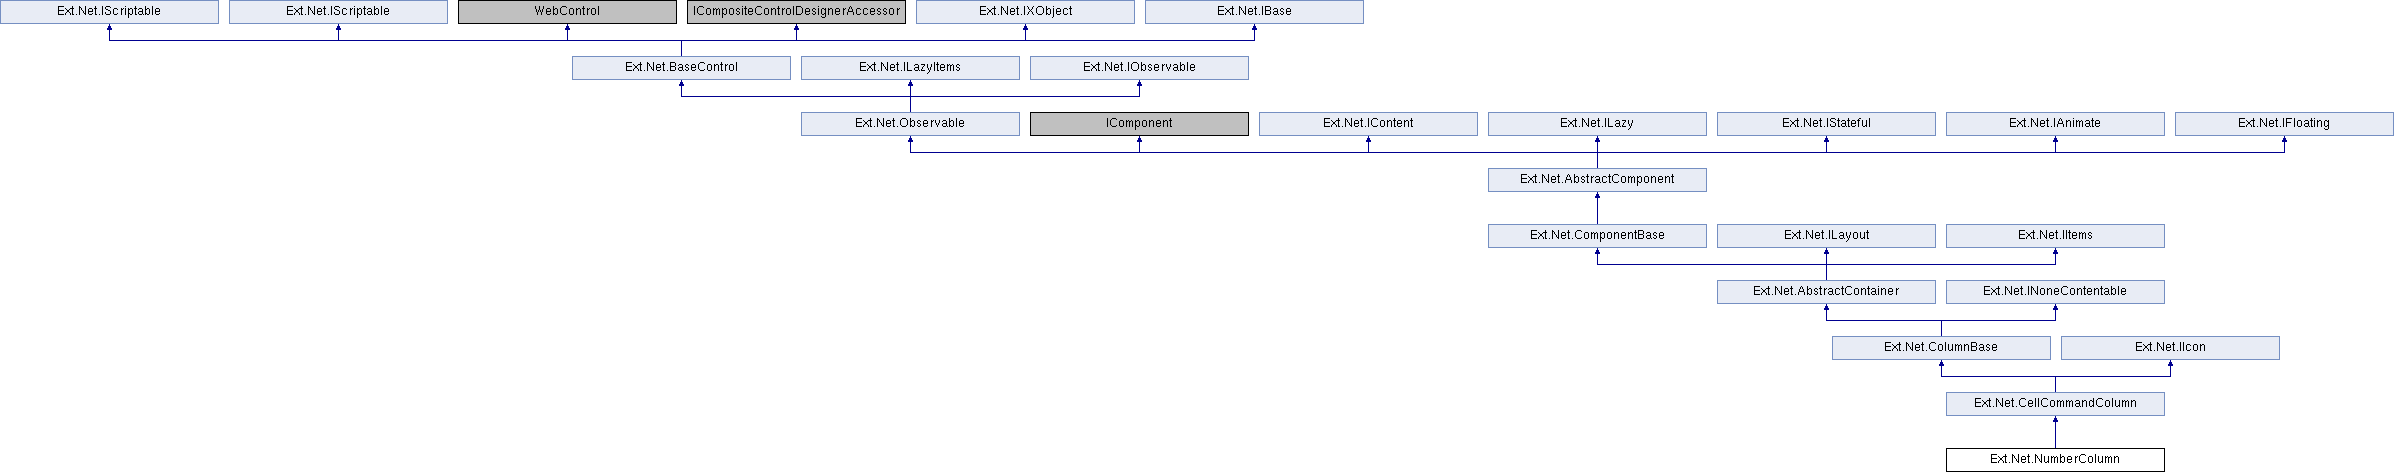 Ext.Net.IScriptable Ext.Net.IScriptable WebControl ICompositeControlDesignerAccessor Ext.Net.IXObject Ext.Net.IBase
Ext.Net.BaseControl Ext.Net.ILazyItems Ext.Net.IObservable
Ext.Net.Observable IComponent Ext.Net.IContent Ext.Net.ILazy Ext.Net.IStateful Ext.Net.IAnimate Ext.Net.IFloating
Ext.Net.AbstractComponent
Ext.Net.ComponentBase Ext.Net.ILayout Ext.Net.IItems
Ext.Net.AbstractContainer Ext.Net.INoneContentable
Ext.Net.ColumnBase Ext.Net.IIcon
Ext.Net.CellCommandColumn
Ext.Net.NumberColumn